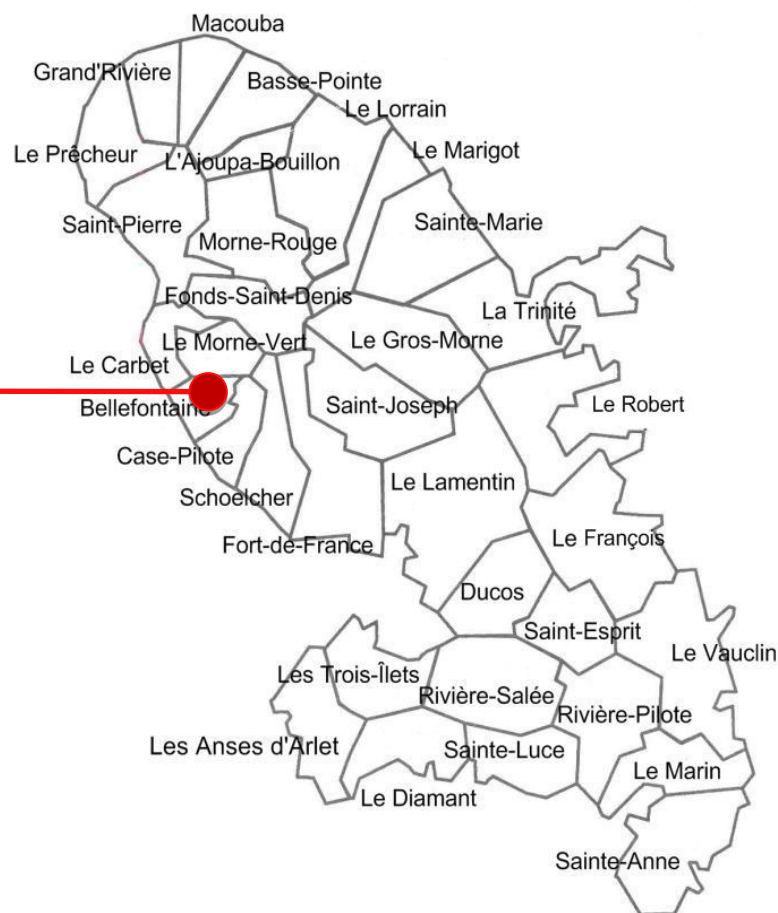 Macouba
Grand'Rivière
Basse-Pointe
Le Lorrain
Le Prêcheur
L'Ajoupa-Bouillon
Le Marigot
Saint-Pierre
Morne-Rouge
Sainte-Marie
Fonds-Saint-Denis
La Trinité
Le Morne-Vert
Le Gros-Morne
Le Carbet
Bellefontaine
Saint-Joseph
Le Robert
Case-Pilote
Le Lamentin
Schoelcher
Fort-de-France
Le François
Ducos
Saint-Esprit
Le Vauclin
Les Trois-Îlets
Rivière-Salée
Rivière-Pilote
Les Anses d'Arlet
Sainte-Luce
Le Marin
Le Diamant
Sainte-Anne